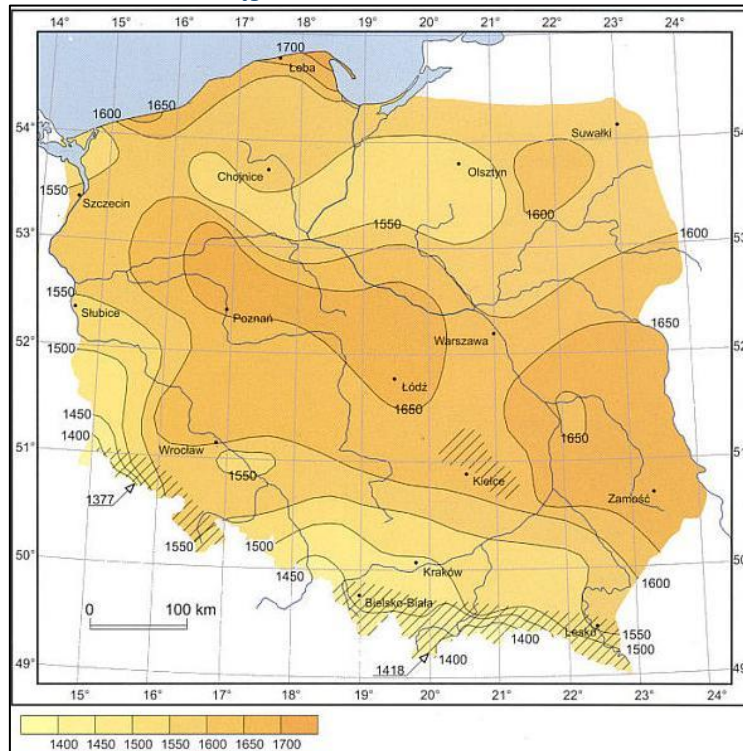 14° 15° 16° 17° 18° 19° 20° 21° 22° 23° 24°
1700
Łeba
1600
1650
54°
Suwałki
Chojnice
Olsztyn
1550
Szczecin
1550
1600
53°
1600
1550
Słubice
Poznań
1650
Warszawa
52°
1500
Łódź
1650
1450
1650
51°
1400
Wrocław
1550
Kielce
Zamość
1377
50°
1550
1500
1450
Kraków
1600
0 100 km
Bielsko-Biała
Lesko
1550
1400
1500
49°
1418
1400
15° 16° 17° 18° 19° 20° 21° 22° 23° 24°
1400 1450 1500 1550 1600 1650 1700